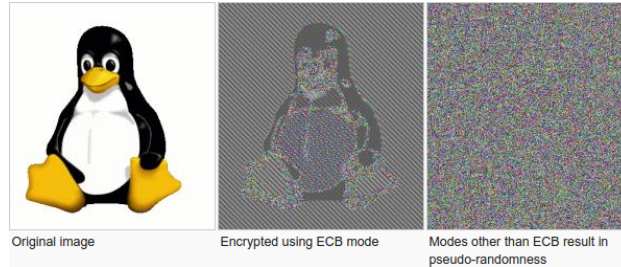 Original image
Encrypted using ECB mode
Modes other than ECB result in
pseudo-randomness